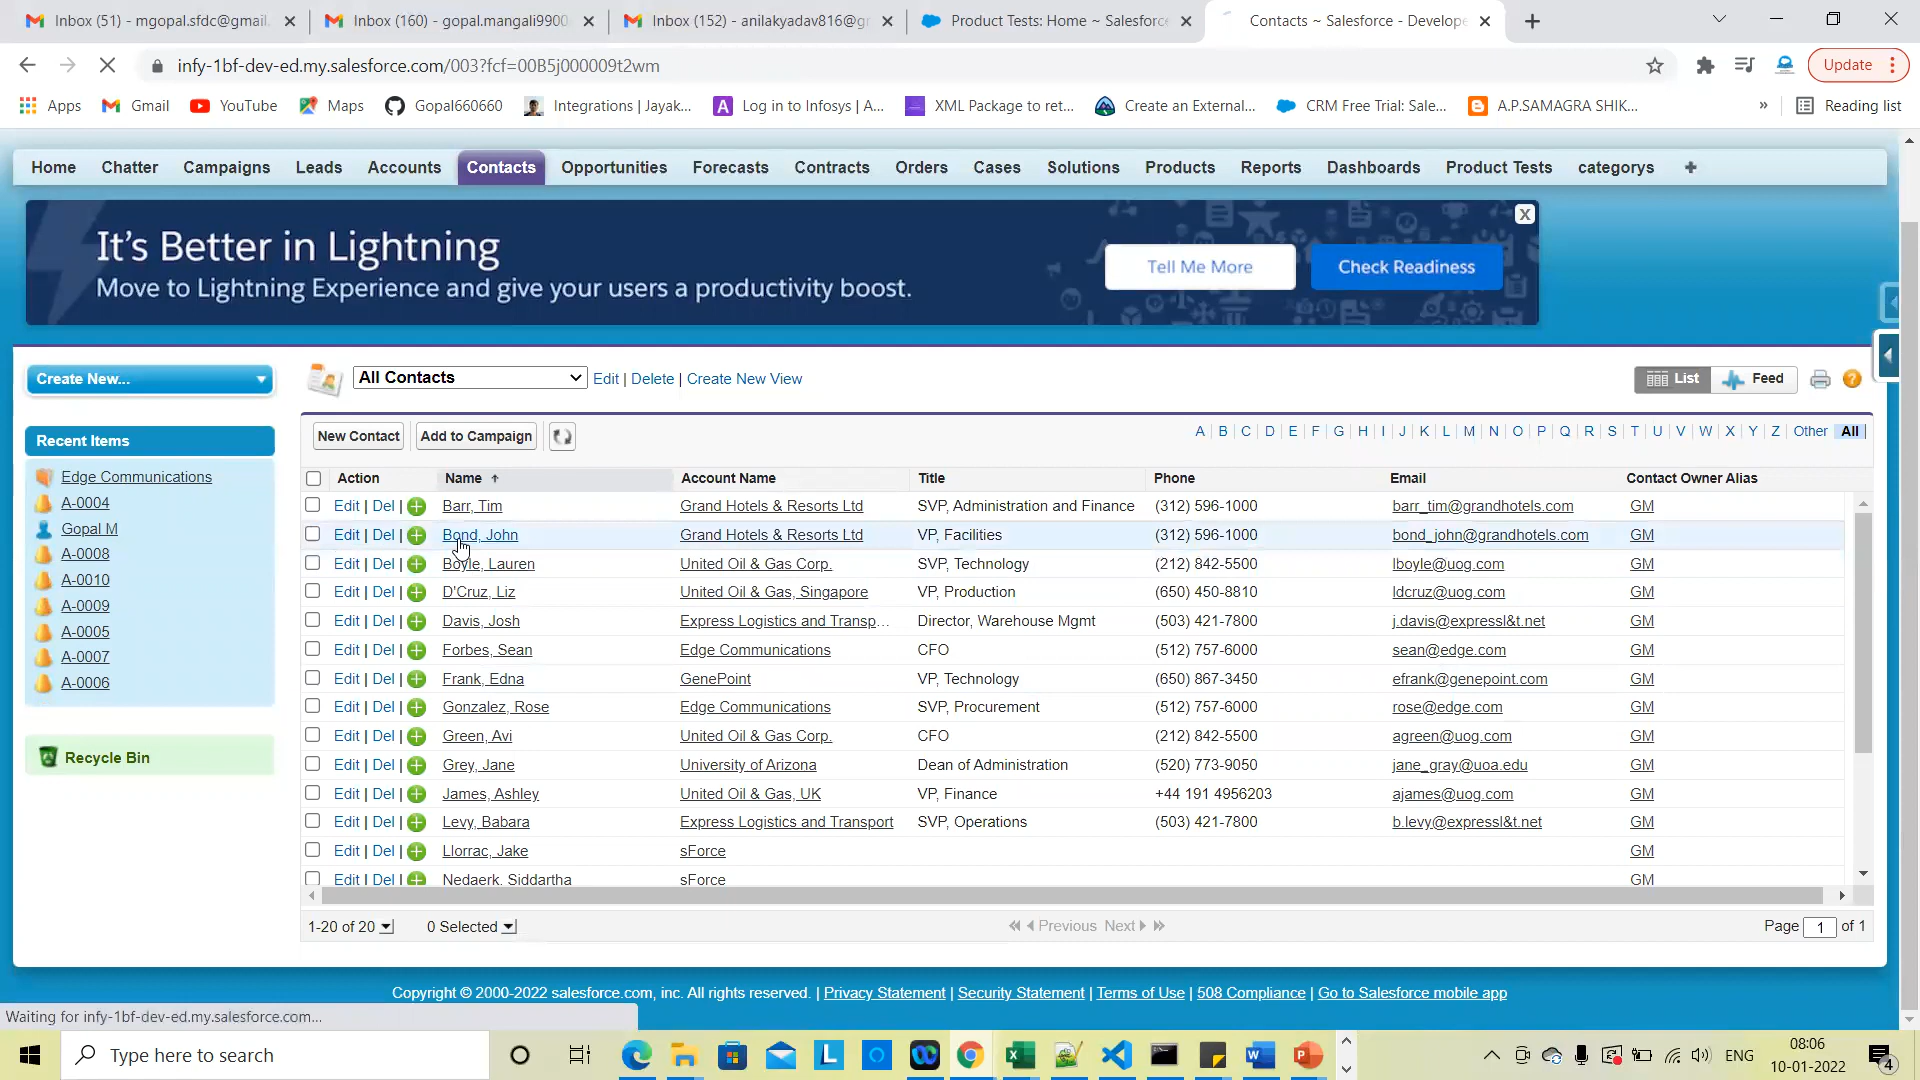 Inbox (51) - mgopal.sfdc@gmail.
Inbox (160) - gopal.mangali9900
Inbox (152) - anilakyadav816@gr
Product Tests: Home ~ Salesforce
Contacts ~ Salesforce - Develope
infy-1bf-dev-ed.my.salesforce.com/003?fcf=00B5j000009t2wm
Update
Apps Gmail YouTube Maps Gopal660660 Integrations | Jayak... Log in to Infosys | A... XML Package to ret... Create an External... CRM Free Trial: Sale... A.P.SAMAGRA SHIK... » Reading list
Home Chatter Campaigns Leads Accounts Contacts Opportunities Forecasts Contracts Orders Cases Solutions Products Reports Dashboards Product Tests categorys +
It's Better in Lightning
Move to Lightning Experience and give your users a productivity boost.
Tell Me More
Check Readiness
X
Create New...
All Contacts
Edit | Delete | Create New View
List Feed
Recent Items
Edge Communications
A-0004
Gopal M
A-0008
A-0010
A-0009
A-0005
A-0007
A-0006
Recycle Bin
New Contact Add to Campaign
A B C D E F G H I J K L M N O P Q R S T U V W X Y Z Other All
Action Name Account Name Title Phone Email Contact Owner Alias
Edit | Del | Barr, Tim Grand Hotels & Resorts Ltd SVP, Administration and Finance (312) 596-1000 barr_tim@grandhotels.com GM
Edit | Del | Bond, John Grand Hotels & Resorts Ltd VP, Facilities (312) 596-1000 bond_john@grandhotels.com GM
Edit | Del | Boyle, Lauren United Oil & Gas Corp. SVP, Technology (212) 842-5500 lboyle@uog.com GM
Edit | Del | D'Cruz, Liz United Oil & Gas, Singapore VP, Production (650) 450-8810 ldcruz@uog.com GM
Edit | Del | Davis, Josh Express Logistics and Transp... Director, Warehouse Mgmt (503) 421-7800 j.davis@expressl&t.net GM
Edit | Del | Forbes, Sean Edge Communications CFO (512) 757-6000 sean@edge.com GM
Edit | Del | Frank, Edna GenePoint VP, Technology (650) 867-3450 efrank@genepoint.com GM
Edit | Del | Gonzalez, Rose Edge Communications SVP, Procurement (512) 757-6000 rose@edge.com GM
Edit | Del | Green, Avi United Oil & Gas Corp. CFO (212) 842-5500 agreen@uog.com GM
Edit | Del | Grey, Jane University of Arizona Dean of Administration (520) 773-9050 jane_gray@uoa.edu GM
Edit | Del | James, Ashley United Oil & Gas, UK VP, Finance +44 191 4956203 ajames@uog.com GM
Edit | Del | Levy, Babara Express Logistics and Transport SVP, Operations (503) 421-7800 b.levy@expressl&t.net GM
Edit | Del | Llorrac, Jake sForce GM
Edit | Del | Nedaerk, Siddartha sForce GM
1-20 of 20 0 Selected Previous Next Page 1 of 1
Copyright © 2000-2022 salesforce.com, inc. All rights reserved. | Privacy Statement | Security Statement | Terms of Use | 508 Compliance | Go to Salesforce mobile app
Waiting for infy-1bf-dev-ed.my.salesforce.com...
Type here to search
ENG
08:06
10-01-2022
4